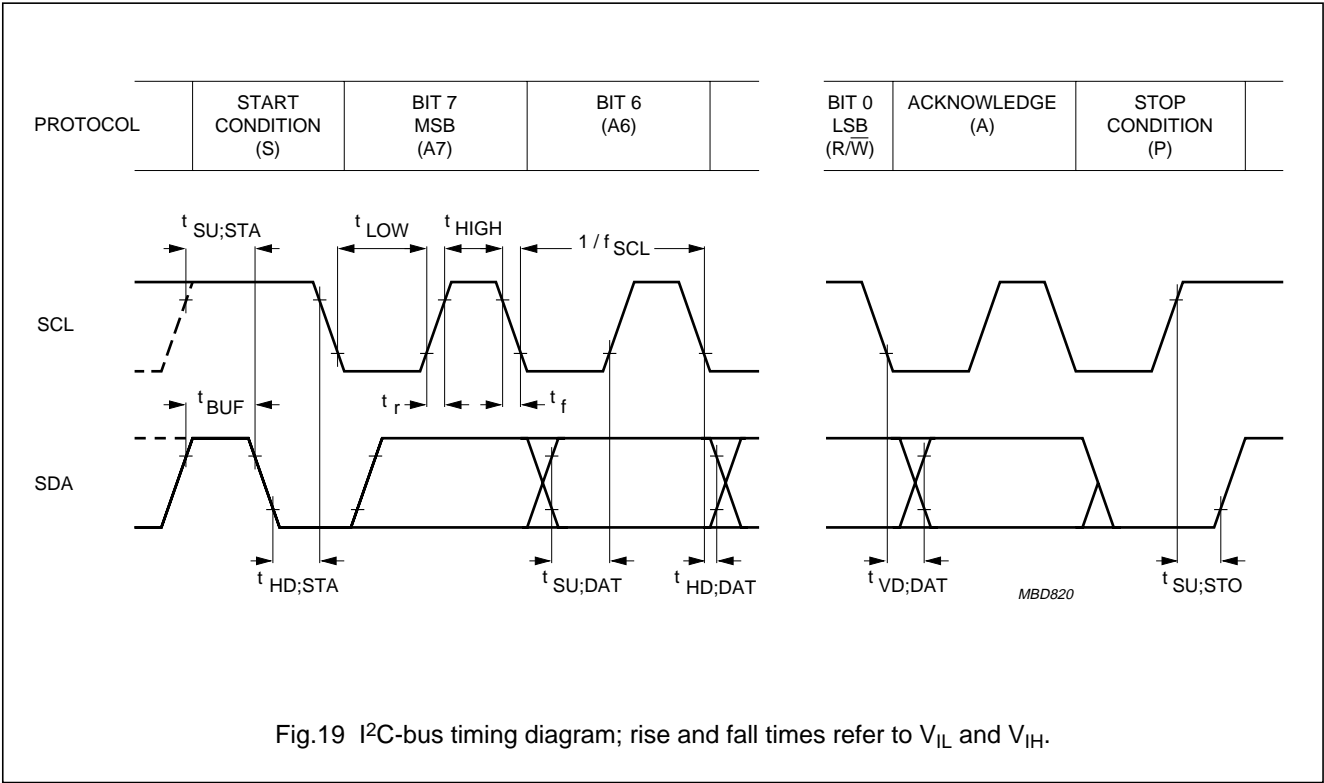 PROTOCOL
START
CONDITION
(S)
BIT 7
MSB
(A7)
BIT 6
(A6)
BIT 0
LSB
(R/W̅)
ACKNOWLEDGE
(A)
STOP
CONDITION
(P)
t SU;STA
t LOW
t HIGH
1 / f SCL
SCL
t BUF
t r
t f
SDA
t HD;STA
t SU;DAT
t HD;DAT
t VD;DAT
MBD820
t SU;STO
Fig.19 I²C-bus timing diagram; rise and fall times refer to VIL and VIH.